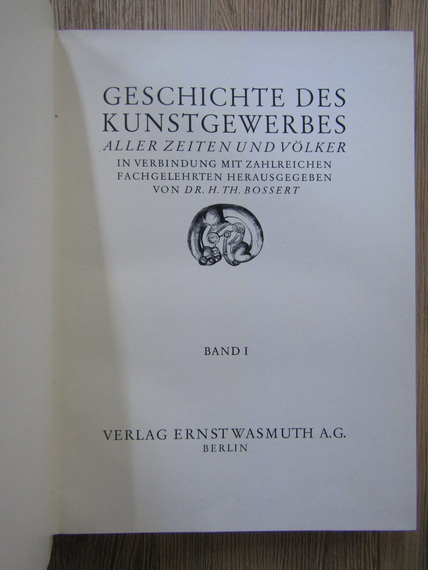 GESCHICHTE DES
KUNSTGEWERBES
ALLER ZEITEN UND VÖLKER
IN VERBINDUNG MIT ZAHLREICHEN
FACHGELEHRTEN HERAUSGEGEBEN
VON DR. H. TH. BOSSERT
BAND I
VERLAG ERNST WASMUTH A.G.
BERLIN